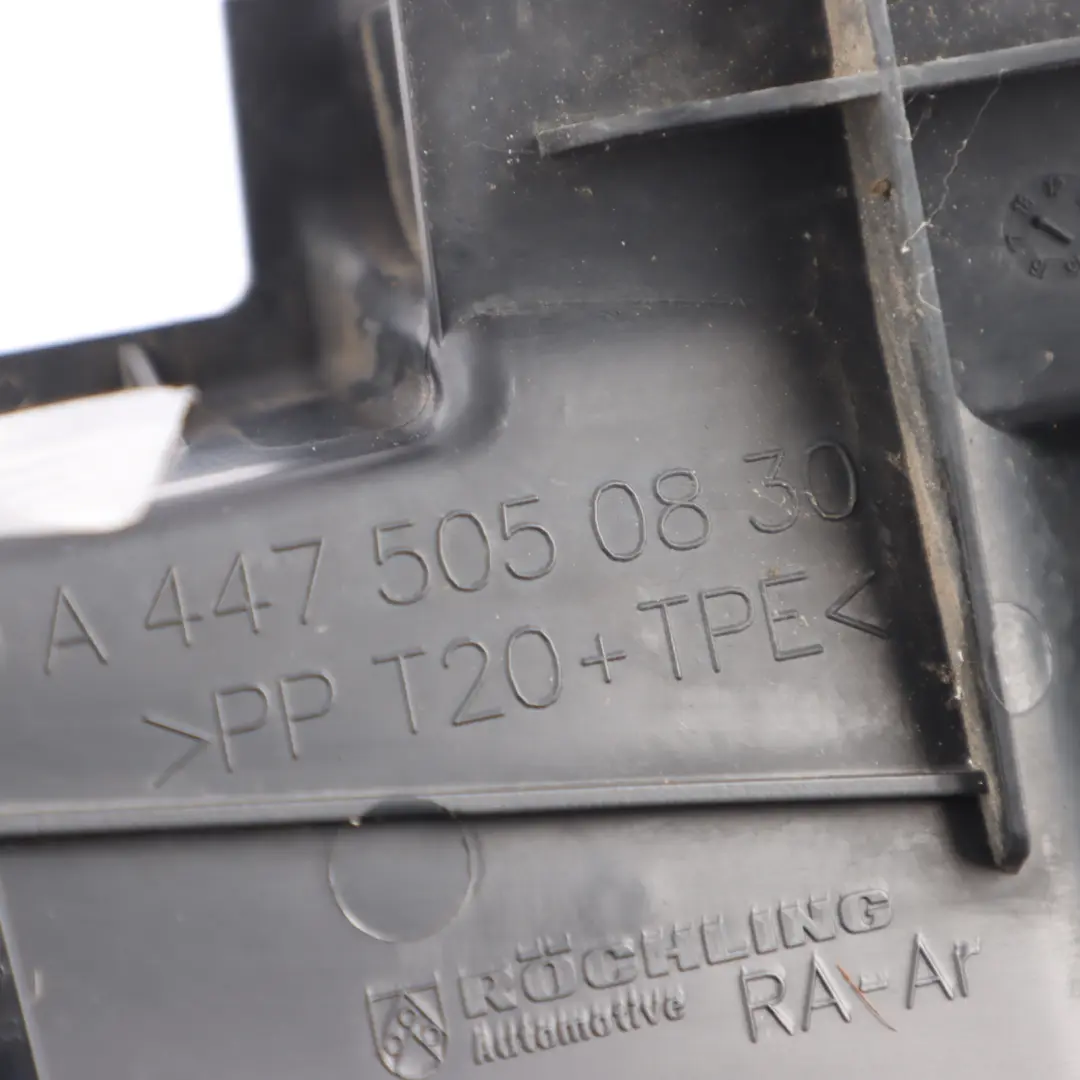 A 447 505 08 30
>PP T20+TPE<
RÖCHLING
Automotive
RA-Ar